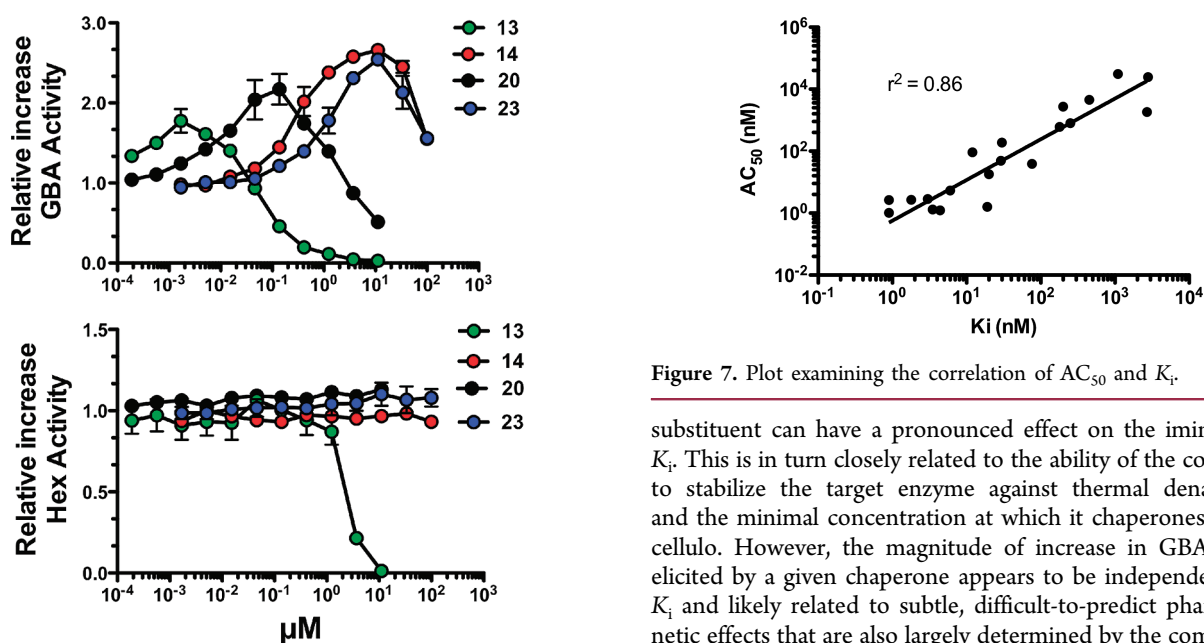 3.0
2.0
1.0
0.0
Relative increase
GBA Activity
13
14
20
23
10-4 10-3 10-2 10-1 100 101 102 103
1.5
1.0
0.5
0.0
Relative increase
Hex Activity
13
14
20
23
10-4 10-3 10-2 10-1 100 101 102 103
µM
106
104
102
100
10-2
AC50 (nM)
r2 = 0.86
10-1 100 101 102 103 104
Ki (nM)
Figure 7. Plot examining the correlation of AC50 and Ki.
substituent can have a pronounced effect on the
Ki. This is in turn closely related to the ability of the
to stabilize the target enzyme against thermal
and the minimal concentration at which it chaperones
cellulo. However, the magnitude of increase in GBA
elicited by a given chaperone appears to be
Ki and likely related to subtle, difficult-to-predict
netic effects that are also largely determined by the